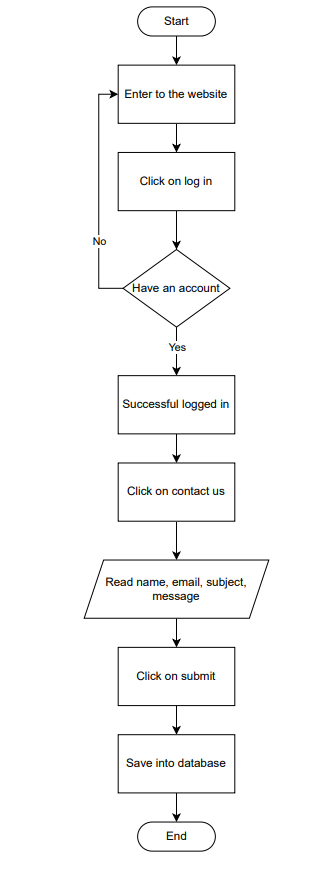 Start
Enter to the website
Click on log in
No
Have an account
Yes
Successful logged in
Click on contact us
Read name, email, subject,
message
Click on submit
Save into database
End